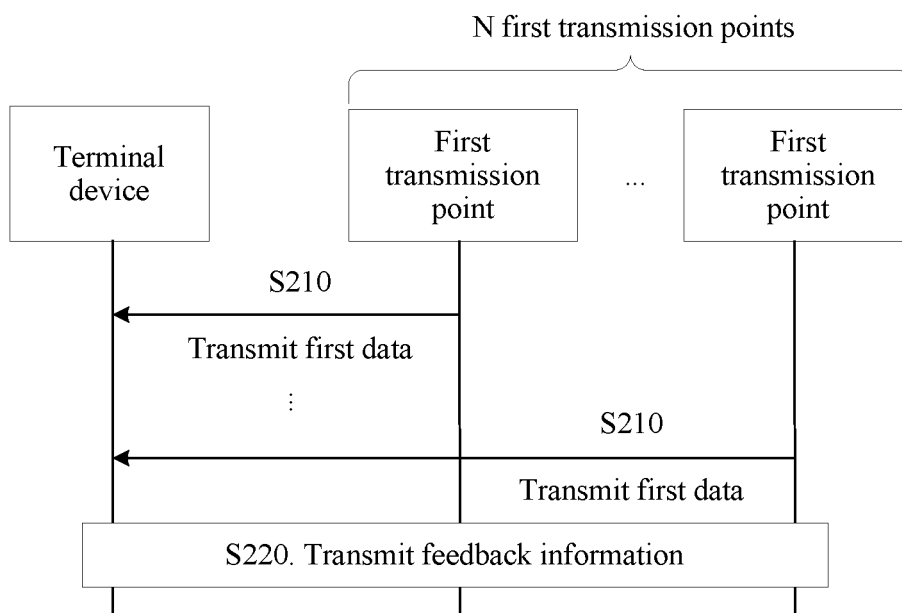 N first transmission points
Terminal
device
First
transmission
point
...
First
transmission
point
S210
Transmit first data
...
S210
Transmit first data
S220. Transmit feedback information